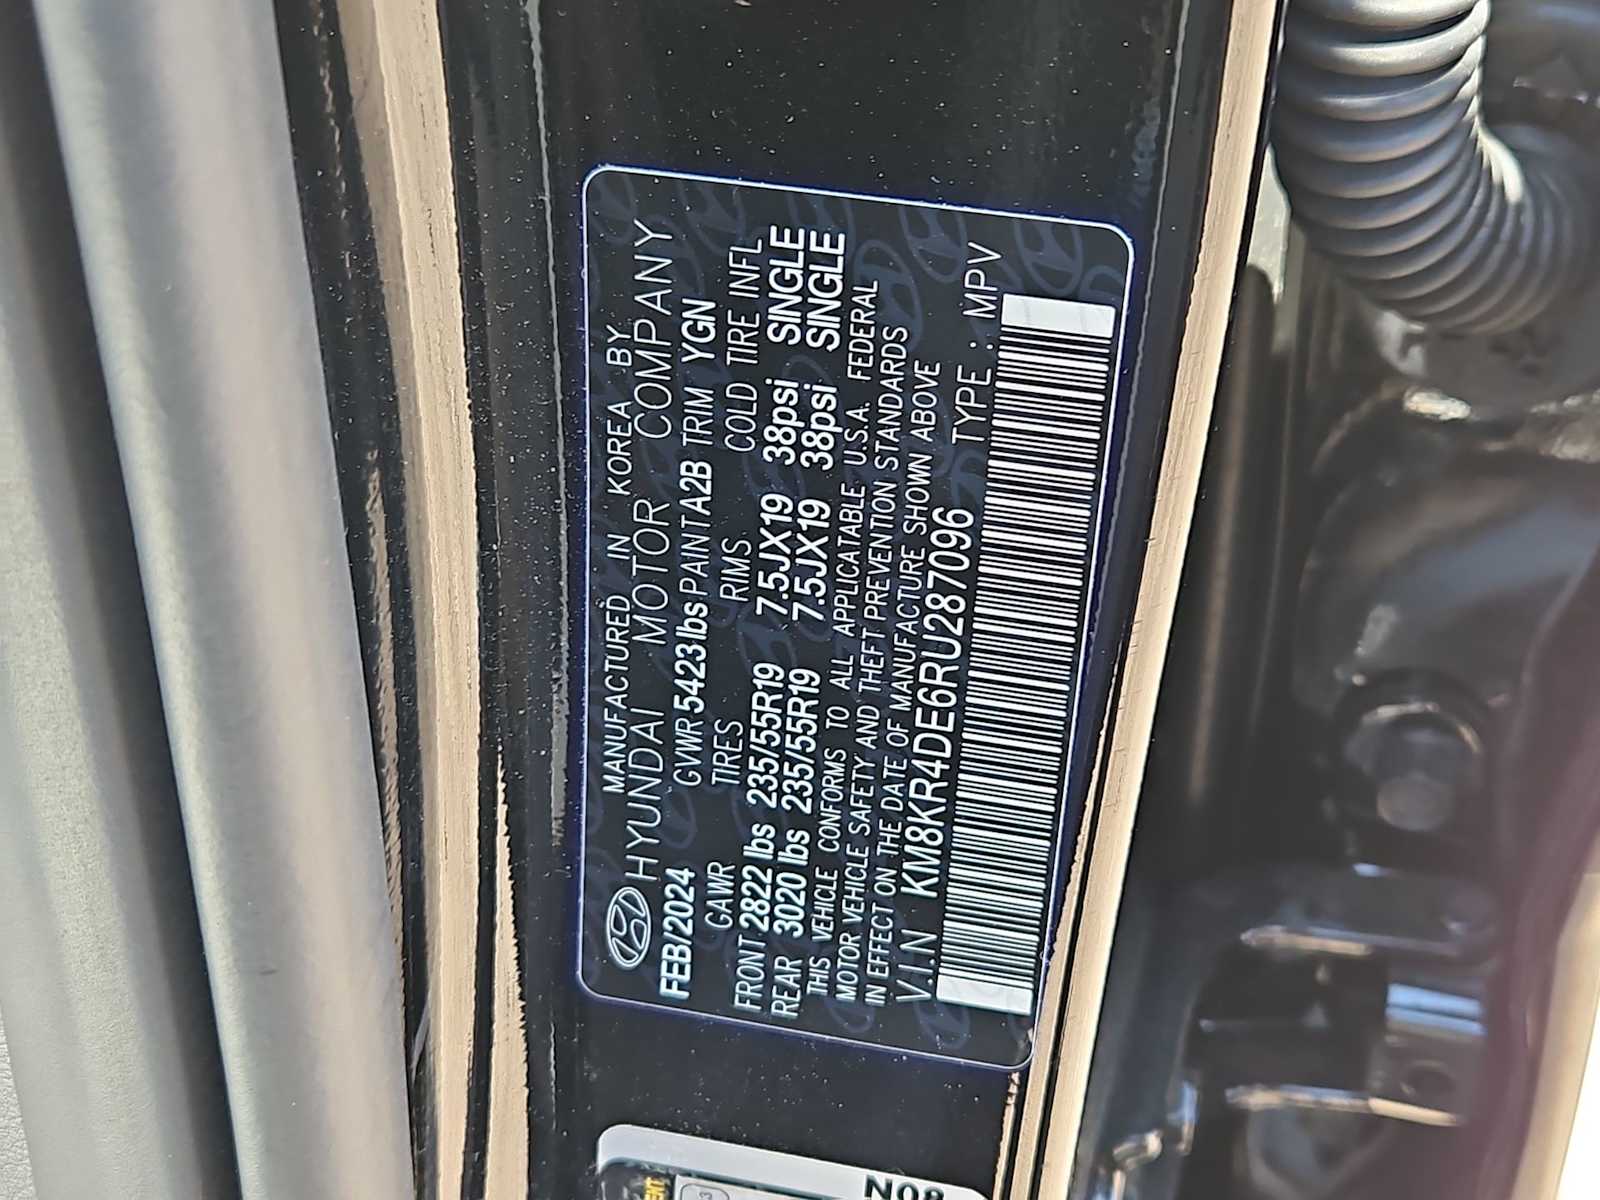 MANUFACTURED IN KOREA BY
HYUNDAI MOTOR COMPANY
FEB/2024 GVWR 5423 lbs PAINT A2B TRIM YGN
GAWR TIRES RIMS COLD TIRE INFL
FRONT 2822 lbs 235/55R19 7.5JX19 38psi SINGLE
REAR 3020 lbs 235/55R19 7.5JX19 38psi SINGLE
THIS VEHICLE CONFORMS TO ALL APPLICATABLE U.S.A. FEDERAL
MOTOR VEHICLE SAFETY AND THEFT PREVENTION STANDARDS
IN EFFECT ON THE DATE OF MANUFACTURE SHOWN ABOVE
V.I.N KM8KR4DE6RU287096 TYPE : MPV
N08